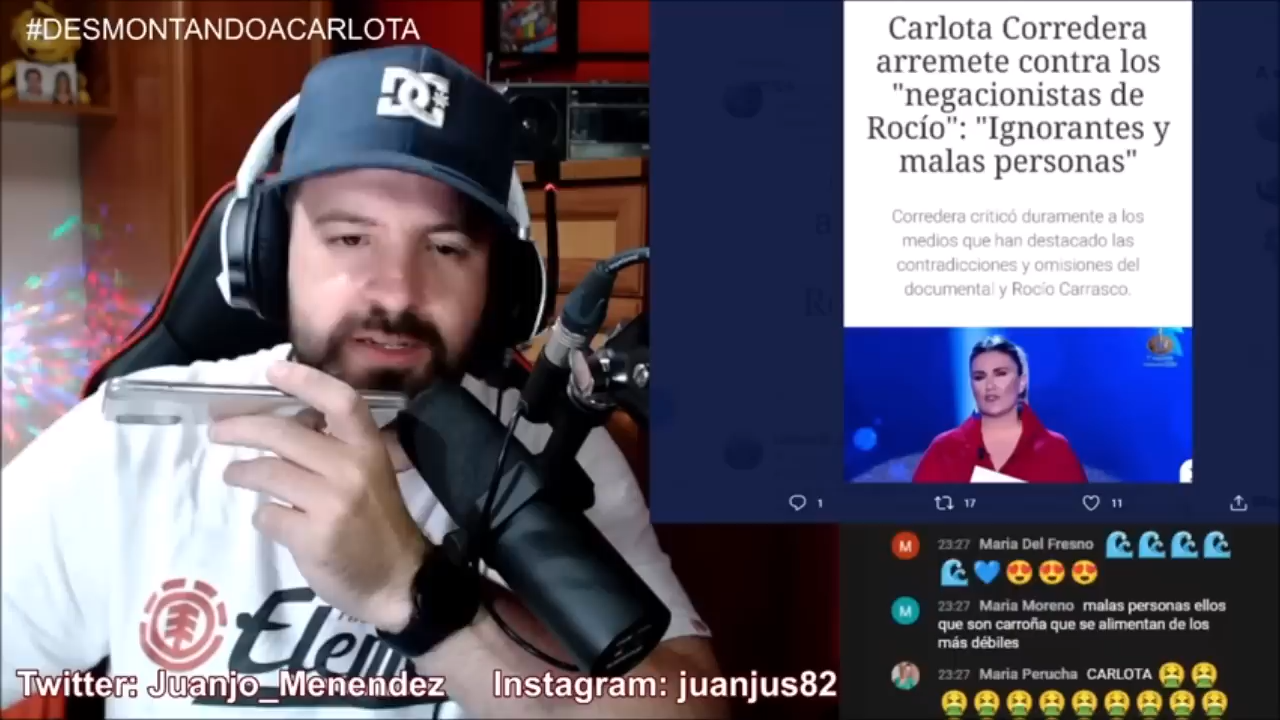 #DESMONTANDOACARLOTA
DC
Carlota Corredera
arremete contra los
"negacionistas de
Rocío": "Ignorantes y
malas personas"
Corredera criticó duramente a los
medios que han destacado las
contradicciones y omisiones del
documental y Rocío Carrasco.
1
17
11
M
23:27 Maria Del Fresno
M
23:27 Maria Moreno malas personas ellos
que son carroña que se alimentan de los
más débiles
23:27 Maria Perucha CARLOTA
Elem
Twitter: Juanjo_Menendez
Instagram: juanjus82